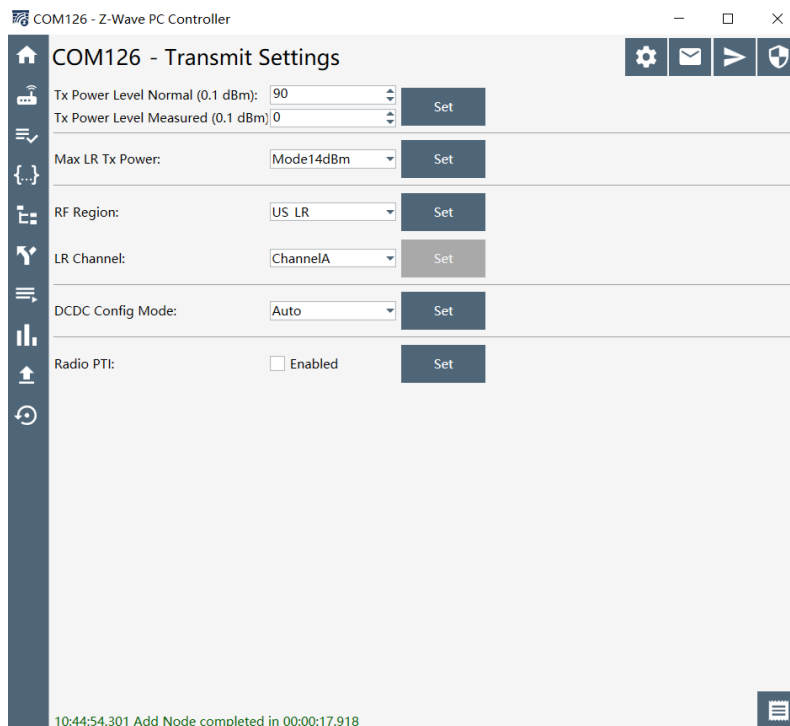 COM126 - Z-Wave PC Controller
COM126 - Transmit Settings
Tx Power Level Normal (0.1 dBm): 90
Set
Tx Power Level Measured (0.1 dBm) 0
Max LR Tx Power: Mode14dBm Set
RF Region: US LR Set
LR Channel: ChannelA Set
DCDC Config Mode: Auto Set
Radio PTI: Enabled Set
10:44:54.301 Add Node completed in 00:00:17.918